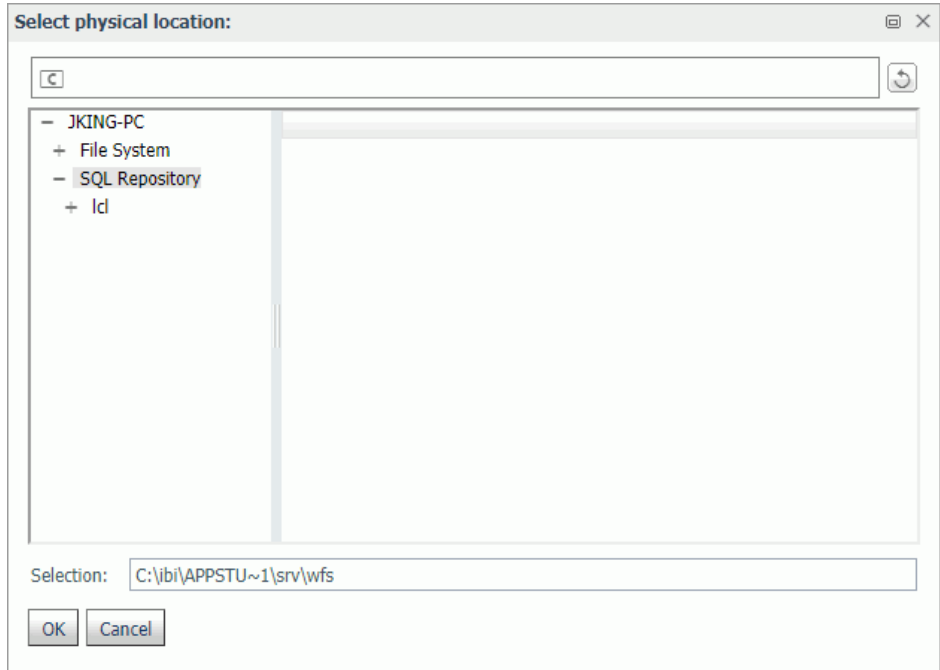 Select physical location:
C
JKING-PC
File System
SQL Repository
lcl
Selection: C:\ibi\APPSTU~1\srv\wfs
OK Cancel